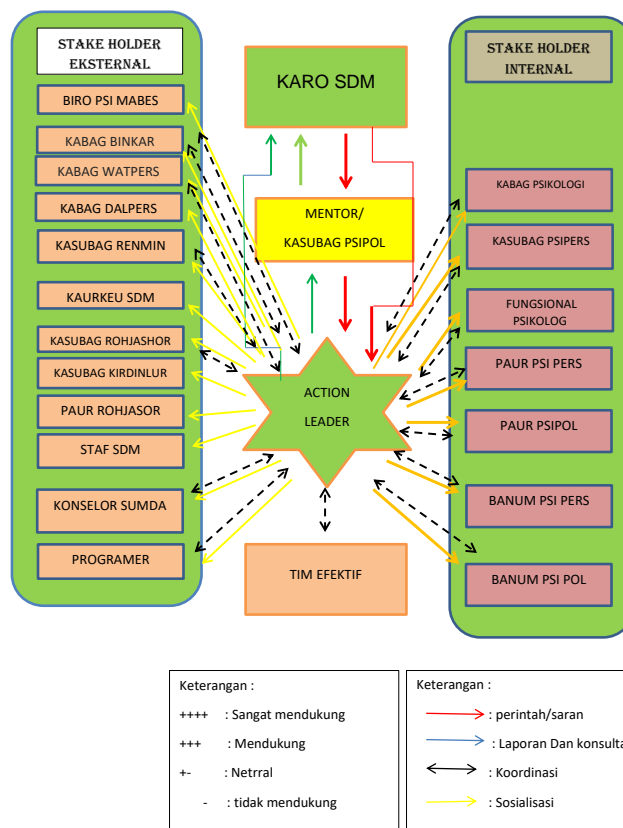 STAKE HOLDER
EKSTERNAL
BIRO PSI MABES
KABAG BINKAR
KABAG WATPERS
KABAG DALPERS
KASUBAG RENMIN
KAURKEU SDM
KASUBAG ROHJASHOR
KASUBAG KIRDINLUR
PAUR ROHJASOR
STAF SDM
KONSELOR SUMDA
PROGRAMER
KARO SDM
MENTOR/
KASUBAG PSIPOL
ACTION
LEADER
TIM EFEKTIF
STAKE HOLDER
INTERNAL
KABAG PSIKOLOGI
KASUBAG PSIPERS
FUNGSIONAL
PSIKOLOG
PAUR PSI PERS
PAUR PSIPOL
BANUM PSI PERS
BANUM PSI POL
Keterangan :
++++ : Sangat mendukung
+++ : Mendukung
+- : Netrral
- : tidak mendukung
Keterangan :
: perintah/saran
: Laporan Dan konsulta
: Koordinasi
: Sosialisasi